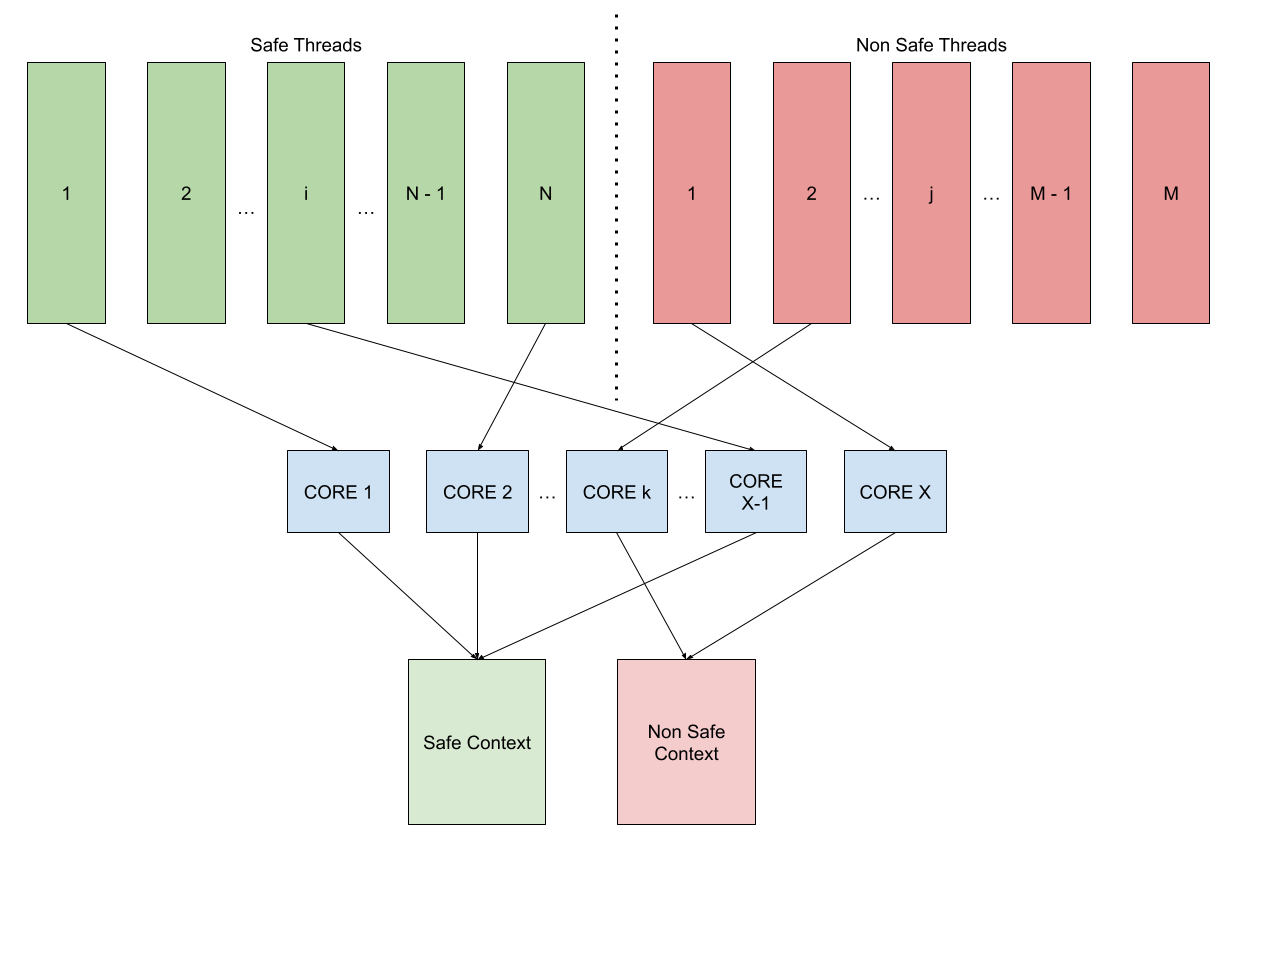 Safe Threads
Non Safe Threads
1
2
...
i
...
N - 1
N
1
2
...
j
...
M - 1
M
CORE 1
CORE 2
...
CORE k
...
CORE
X-1
CORE X
Safe Context
Non Safe
Context